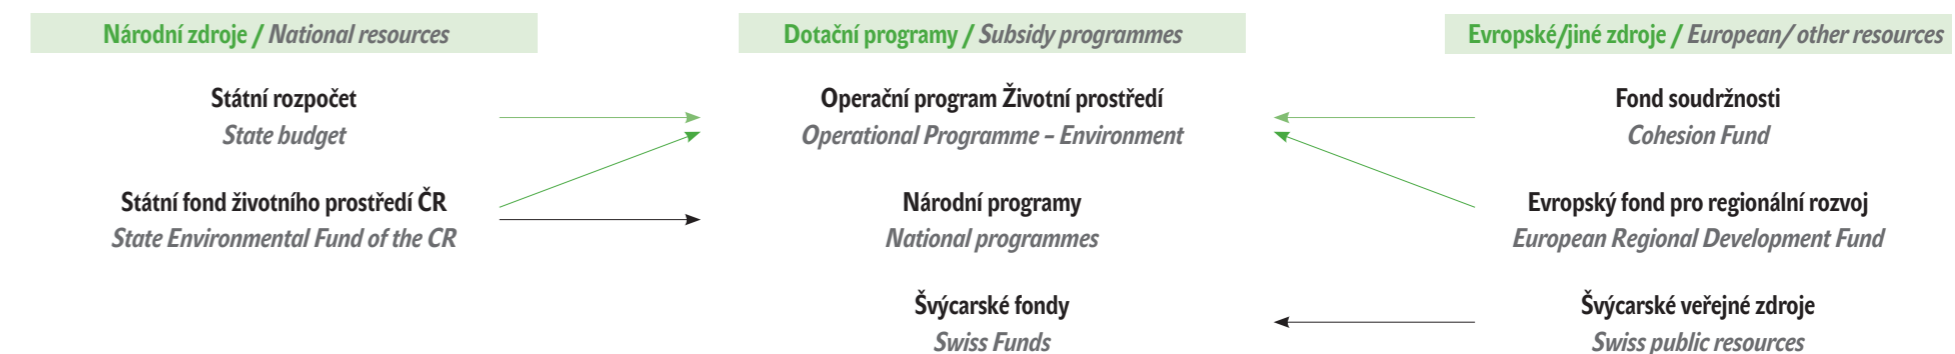 Národní zdroje / National resources
Dotační programy / Subsidy programmes
Evropské/jiné zdroje / European/ other resources
Státní rozpočet
State budget
Operační program Životní prostředí
Operational Programme – Environment
Fond soudržnosti
Cohesion Fund
Státní fond životního prostředí ČR
State Environmental Fund of the CR
Národní programy
National programmes
Evropský fond pro regionální rozvoj
European Regional Development Fund
Švýcarské fondy
Swiss Funds
Švýcarské veřejné zdroje
Swiss public resources